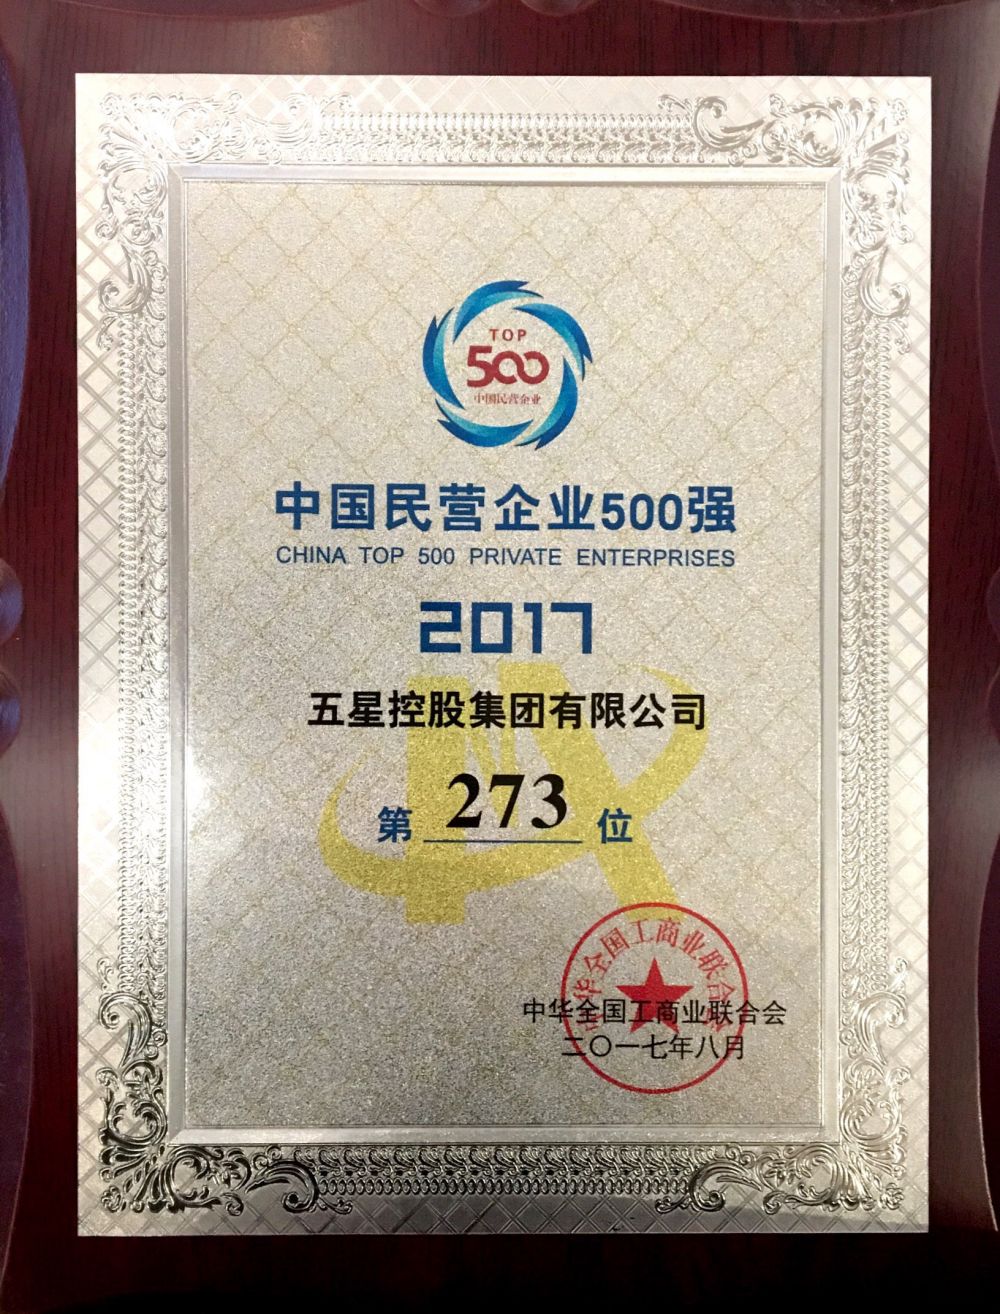 TOP
500
中国民营企业
中国民营企业500强
CHINA TOP 500 PRIVATE ENTERPRISES
2017
五星控股集团有限公司
第 273 位
中华全国工商业联合会
中华全国工商业联合会
二〇一七年八月